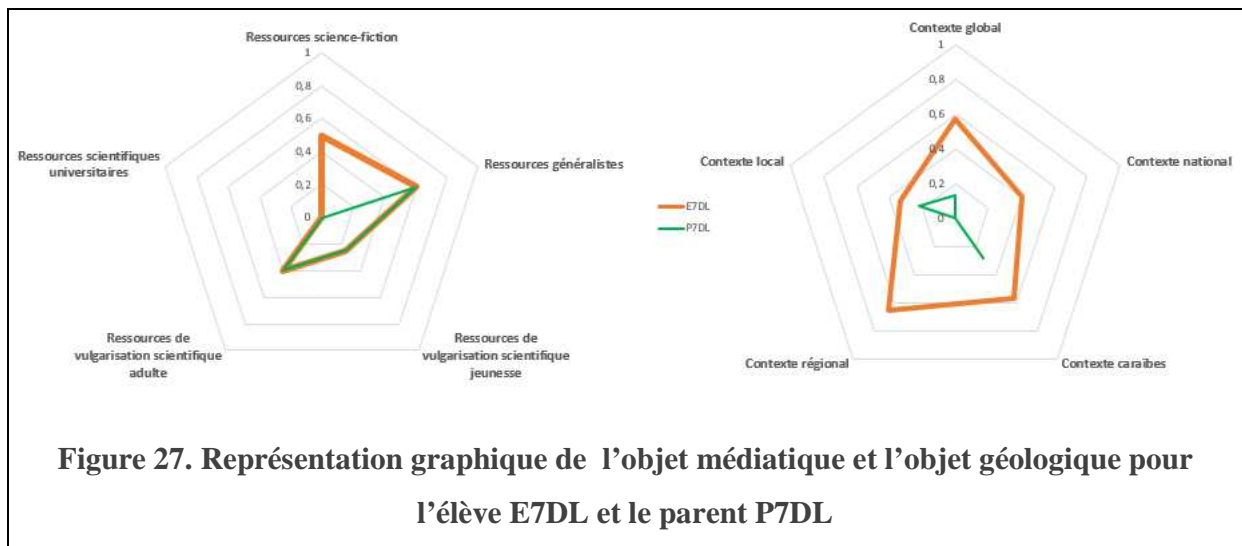 Ressources science-fiction
1
0,8
0,6
0,4
0,2
0
Ressources scientifiques
universitaires
Ressources généralistes
Ressources de
vulgarisation scientifique
adulte
Ressources de
vulgarisation scientifique
jeunesse
E7DL
P7DL
Contexte global
1
0,8
0,6
0,4
0,2
0
Contexte local
Contexte national
Contexte régional
Contexte caraïbes
Figure 27. Représentation graphique de l’objet médiatique et l’objet géologique pour
l’élève E7DL et le parent P7DL